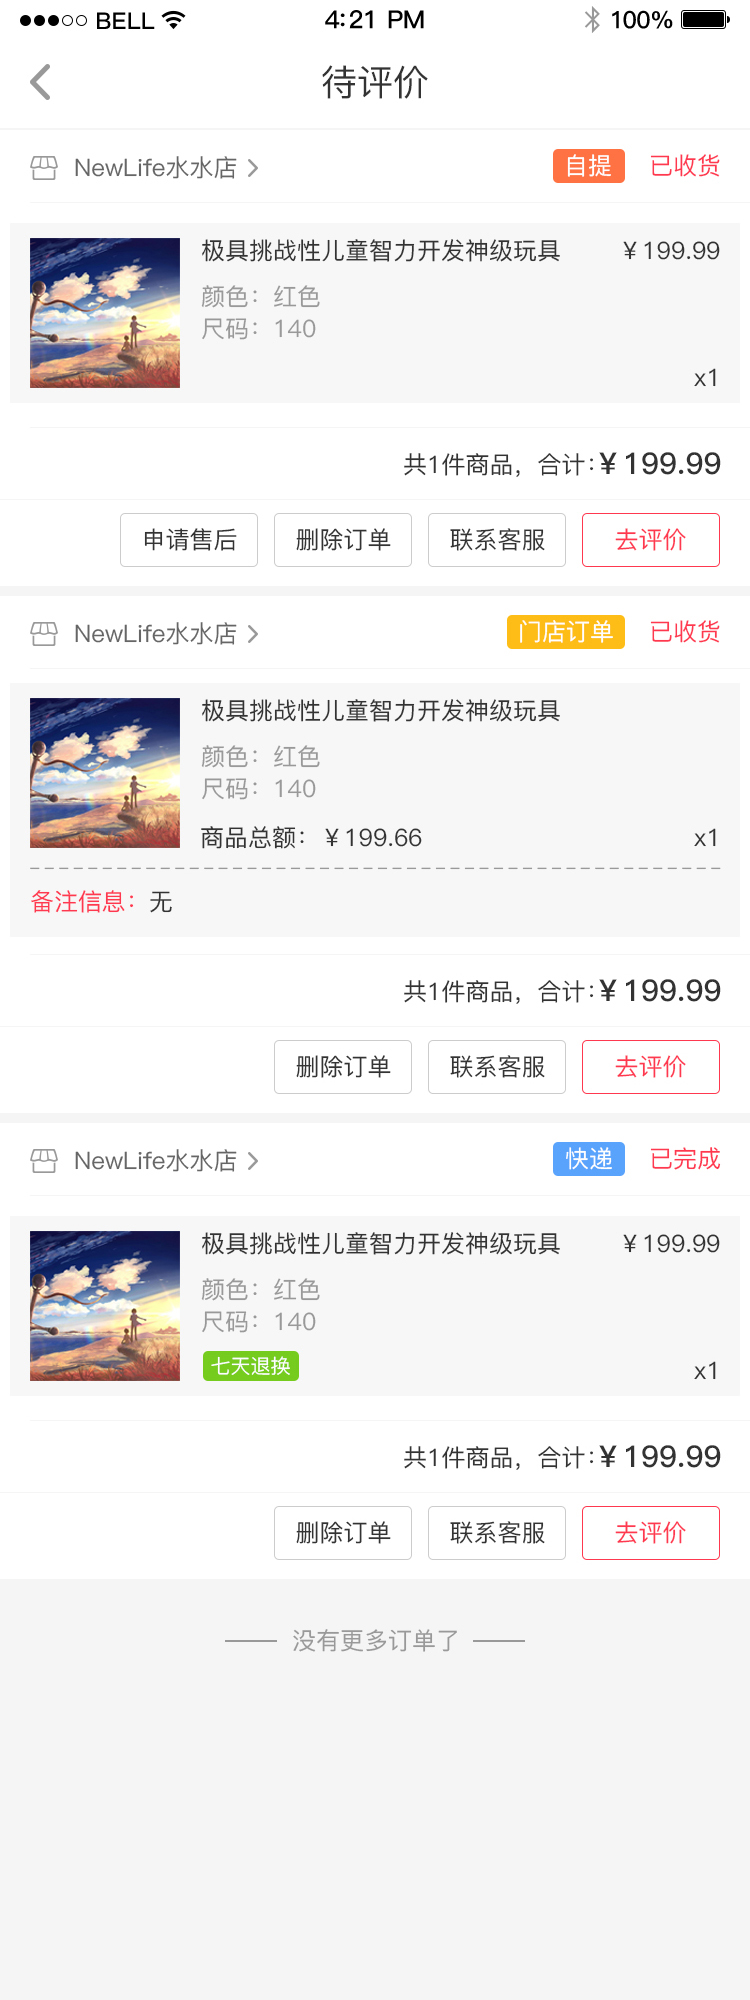 BELL 4:21 PM 100%
待评价
NewLife水水店 自提 已收货
极具挑战性儿童智力开发神级玩具 ¥ 199.99
颜色：红色
尺码：140
x1
共1件商品，合计:¥ 199.99
申请售后 删除订单 联系客服 去评价
NewLife水水店 门店订单 已收货
极具挑战性儿童智力开发神级玩具
颜色：红色
尺码：140
商品总额： ¥ 199.66 x1
备注信息：无
共1件商品，合计:¥ 199.99
删除订单 联系客服 去评价
NewLife水水店 快递 已完成
极具挑战性儿童智力开发神级玩具 ¥ 199.99
颜色：红色
尺码：140
七天退换 x1
共1件商品，合计:¥ 199.99
删除订单 联系客服 去评价
没有更多订单了